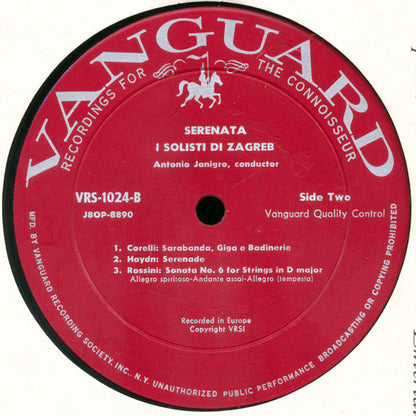 VANGUARD
RECORDINGS FOR THE CONNOISSEUR
SERENATA
I SOLISTI DI ZAGREB
Antonio Janigro, conductor
VRS-1024-B
J8OP-8890
Side Two
Vanguard Quality Control
1. Corelli: Sarabanda, Giga e Badinerie
2. Haydn: Serenade
3. Rossini: Sonata No. 6 for Strings in D major
Allegro spiritioso-Andante assai-Allegro (tempesta)
Recorded in Europe
Copyright VRSI
MFD. BY VANGUARD RECORDING SOCIETY, INC., N. Y. UNAUTHORIZED PUBLIC PERFORMANCE, BROADCASTING OR COPYING PROHIBITED